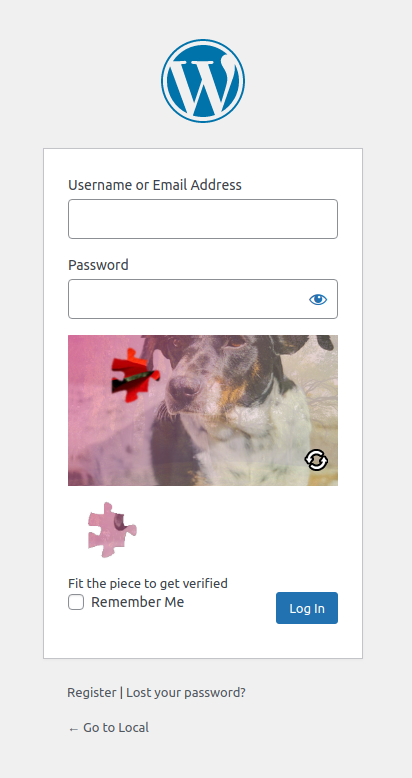 Username or Email Address
Password
Fit the piece to get verified
Remember Me
Log In
Register | Lost your password?
← Go to Local